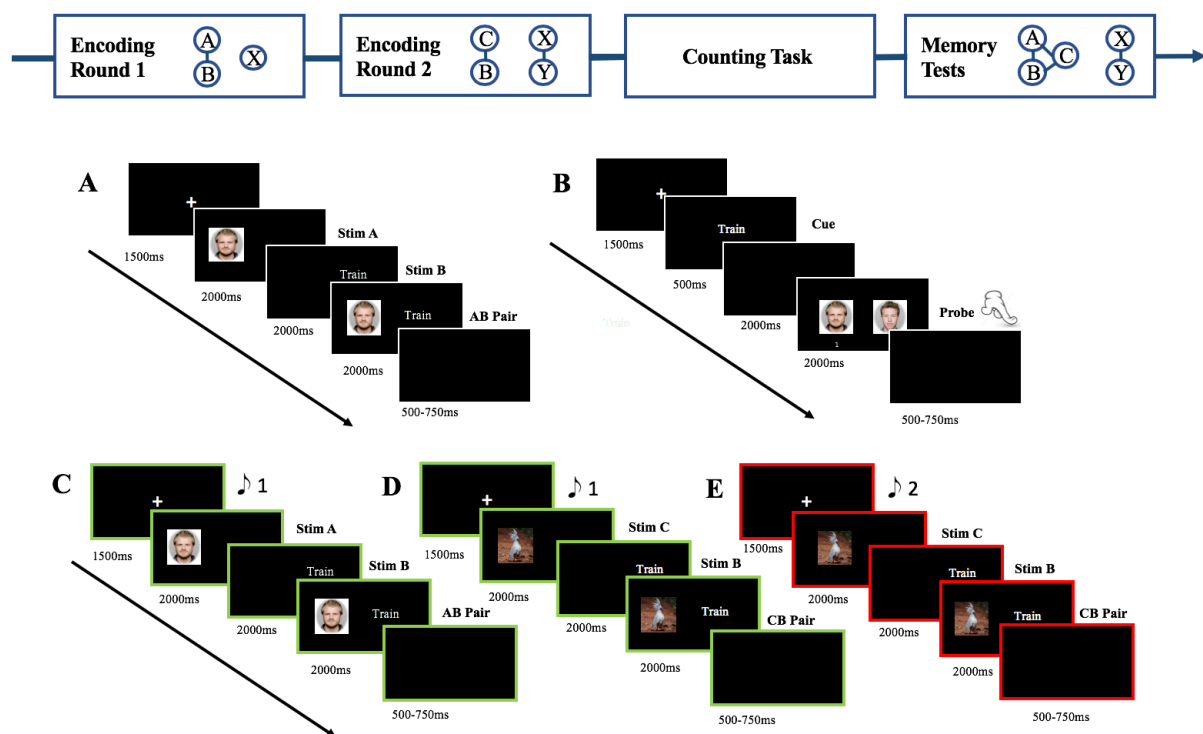 Encoding
Round 1
A
B
X
Encoding
Round 2
C
B
X
Y
Counting Task
Memory
Tests
A
B
C
X
Y
A
+
1500ms
Stim A
2000ms
Train
Stim B
2000ms
Train
AB Pair
2000ms
500-750ms
B
+
1500ms
Train
Cue
500ms
2000ms
Train
Probe
1
2000ms
500-750ms
C
♪ 1
+
1500ms
Stim A
2000ms
Train
Stim B
2000ms
Train
AB Pair
2000ms
500-750ms
D
♪ 1
+
1500ms
Stim C
2000ms
Train
Stim B
2000ms
Train
CB Pair
2000ms
500-750ms
E
♪ 2
+
1500ms
Stim C
2000ms
Train
Stim B
2000ms
Train
CB Pair
2000ms
500-750ms